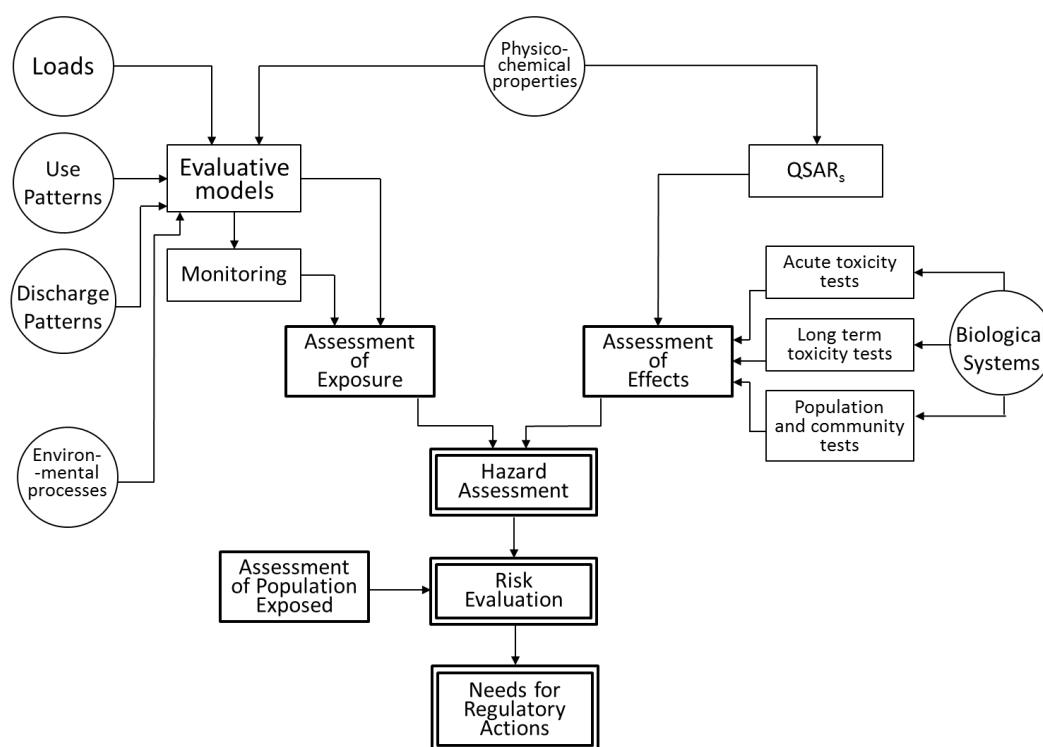 Loads
Physico-
chemical
properties
Use
Patterns
Evaluative
models
QSARs
Discharge
Patterns
Monitoring
Acute toxicity
tests
Long term
toxicity tests
Population
and community
tests
Biological
Systems
Assessment
of
Exposure
Assessment
of
Effects
Environ-
-mental
processes
Hazard
Assessment
Assessment
of Population
Exposed
Risk
Evaluation
Needs for
Regulatory
Actions